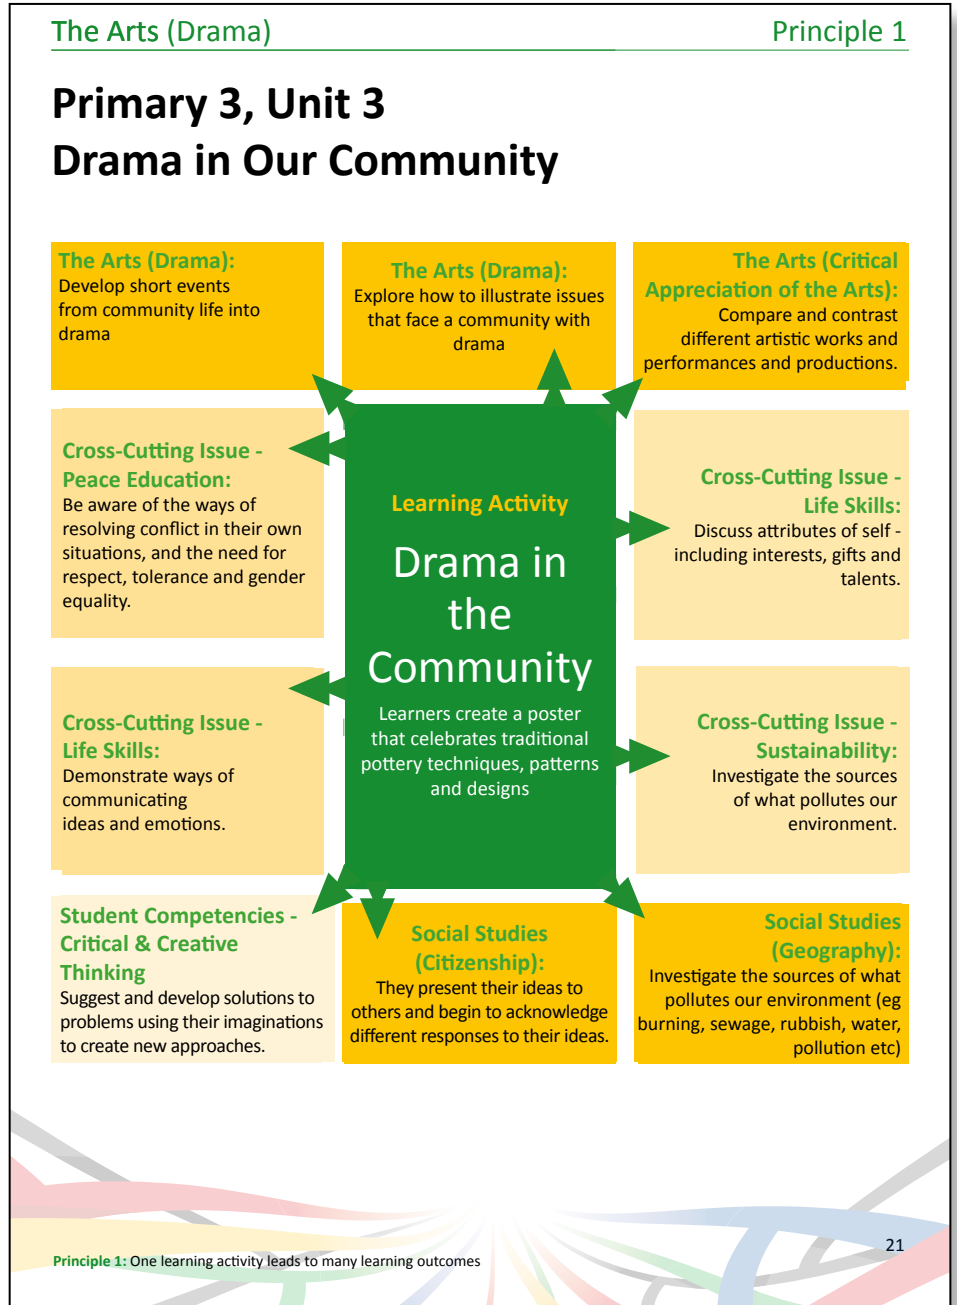 The Arts (Drama)
Principle 1
Primary 3, Unit 3
Drama in Our Community
The Arts (Drama):
Develop short events
from community life into
drama
The Arts (Drama):
Explore how to illustrate issues
that face a community with
drama
The Arts (Critical
Appreciation of the Arts):
Compare and contrast
different artistic works and
performances and productions.
Cross-Cutting Issue -
Peace Education:
Be aware of the ways of
resolving conflict in their own
situations, and the need for
respect, tolerance and gender
equality.
Learning Activity
Drama in
the
Community
Learners create a poster
that celebrates traditional
pottery techniques, patterns
and designs
Cross-Cutting Issue -
Life Skills:
Discuss attributes of self -
including interests, gifts and
talents.
Cross-Cutting Issue -
Life Skills:
Demonstrate ways of
communicating
ideas and emotions.
Cross-Cutting Issue -
Sustainability:
Investigate the sources
of what pollutes our
environment.
Student Competencies -
Critical & Creative
Thinking
Suggest and develop solutions to
problems using their imaginations
to create new approaches.
Social Studies
(Citizenship):
They present their ideas to
others and begin to acknowledge
different responses to their ideas.
Social Studies
(Geography):
Investigate the sources of what
pollutes our environment (eg
burning, sewage, rubbish, water,
pollution etc)
21
Principle 1: One learning activity leads to many learning outcomes